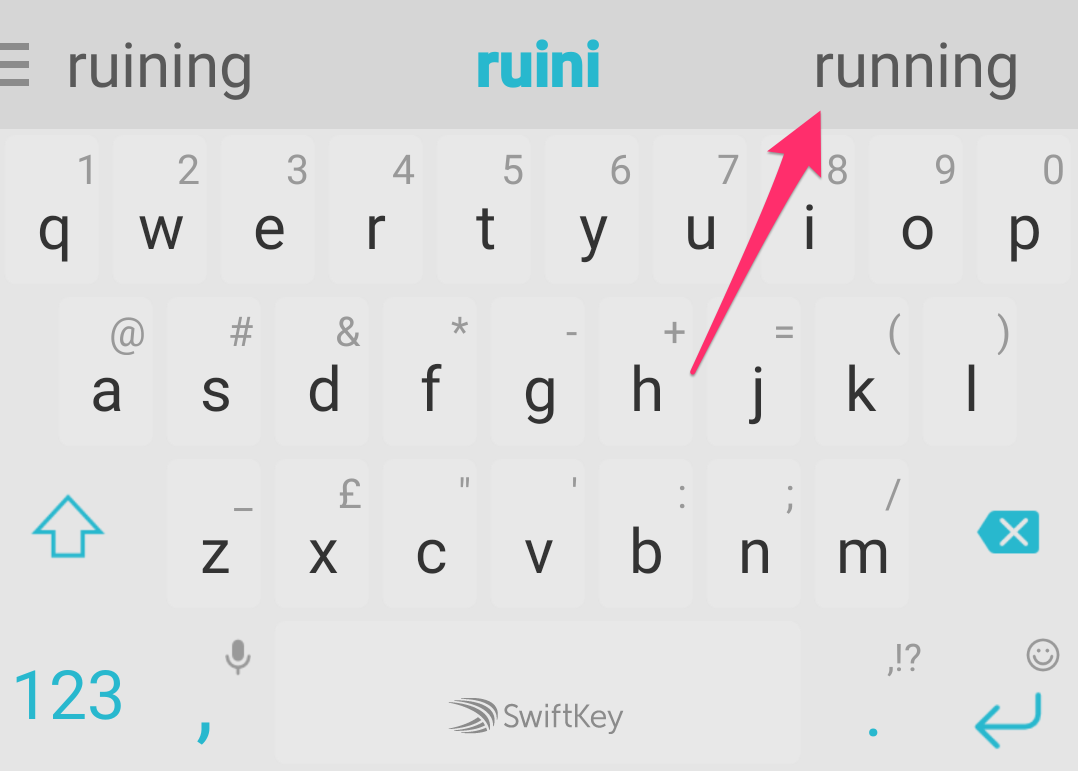 ruining ruini running
1 2 3 4 5 6 7 8 9 0
q w e r t y u i o p
@ # & * - + = ( )
a s d f g h j k l
_ £ " ' : ; /
z x c v b n m
,!?
123 , SwiftKey .